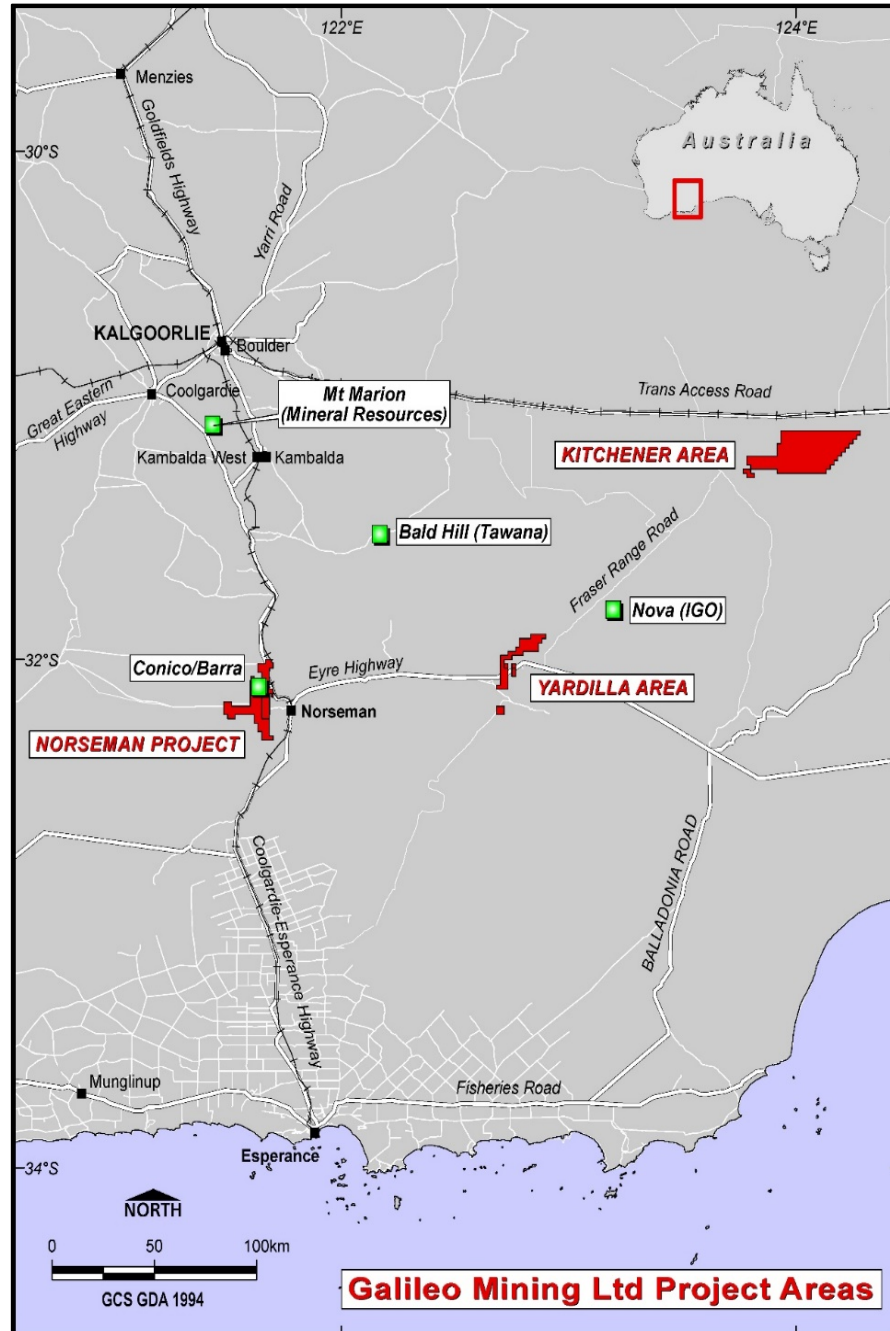 122°E
124°E
Menzies
30°S
Goldfields Highway
Yarri Road
Australia
KALGOORLIE
Boulder
Coolgardie
Great Eastern
Highway
Mt Marion
(Mineral Resources)
Trans Access Road
Kambalda West
Kambalda
KITCHENER AREA
Bald Hill (Tawana)
Fraser Range Road
Nova (IGO)
32°S
Conico/Barra
Eyre Highway
YARDILLA AREA
Norseman
NORSEMAN PROJECT
Coolgardie-Esperance Highway
BALLADONIA ROAD
Munglinup
Fisheries Road
Esperance
34°S
NORTH
0 50 100km
GCS GDA 1994
Galileo Mining Ltd Project Areas